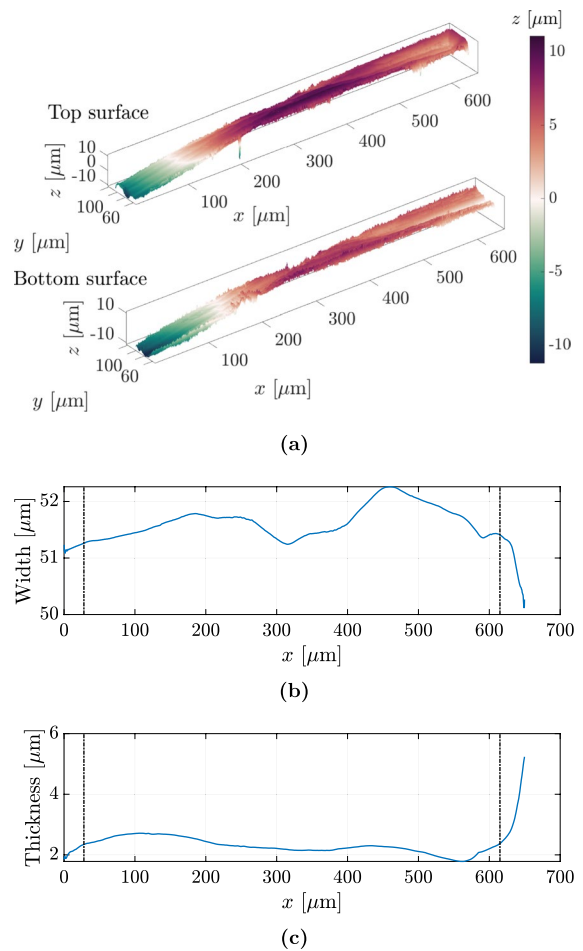 z [μm]
10
5
0
-5
-10
Top surface
10
0
-10
z [μm]
100
60
y [μm]
100
200
300
400
500
600
x [μm]
Bottom surface
10
-10
z [μm]
100
60
y [μm]
100
200
300
400
500
600
x [μm]
(a)
52
51
50
Width [μm]
0 100 200 300 400 500 600 700
x [μm]
(b)
6
4
2
Thickness [μm]
0 100 200 300 400 500 600 700
x [μm]
(c)